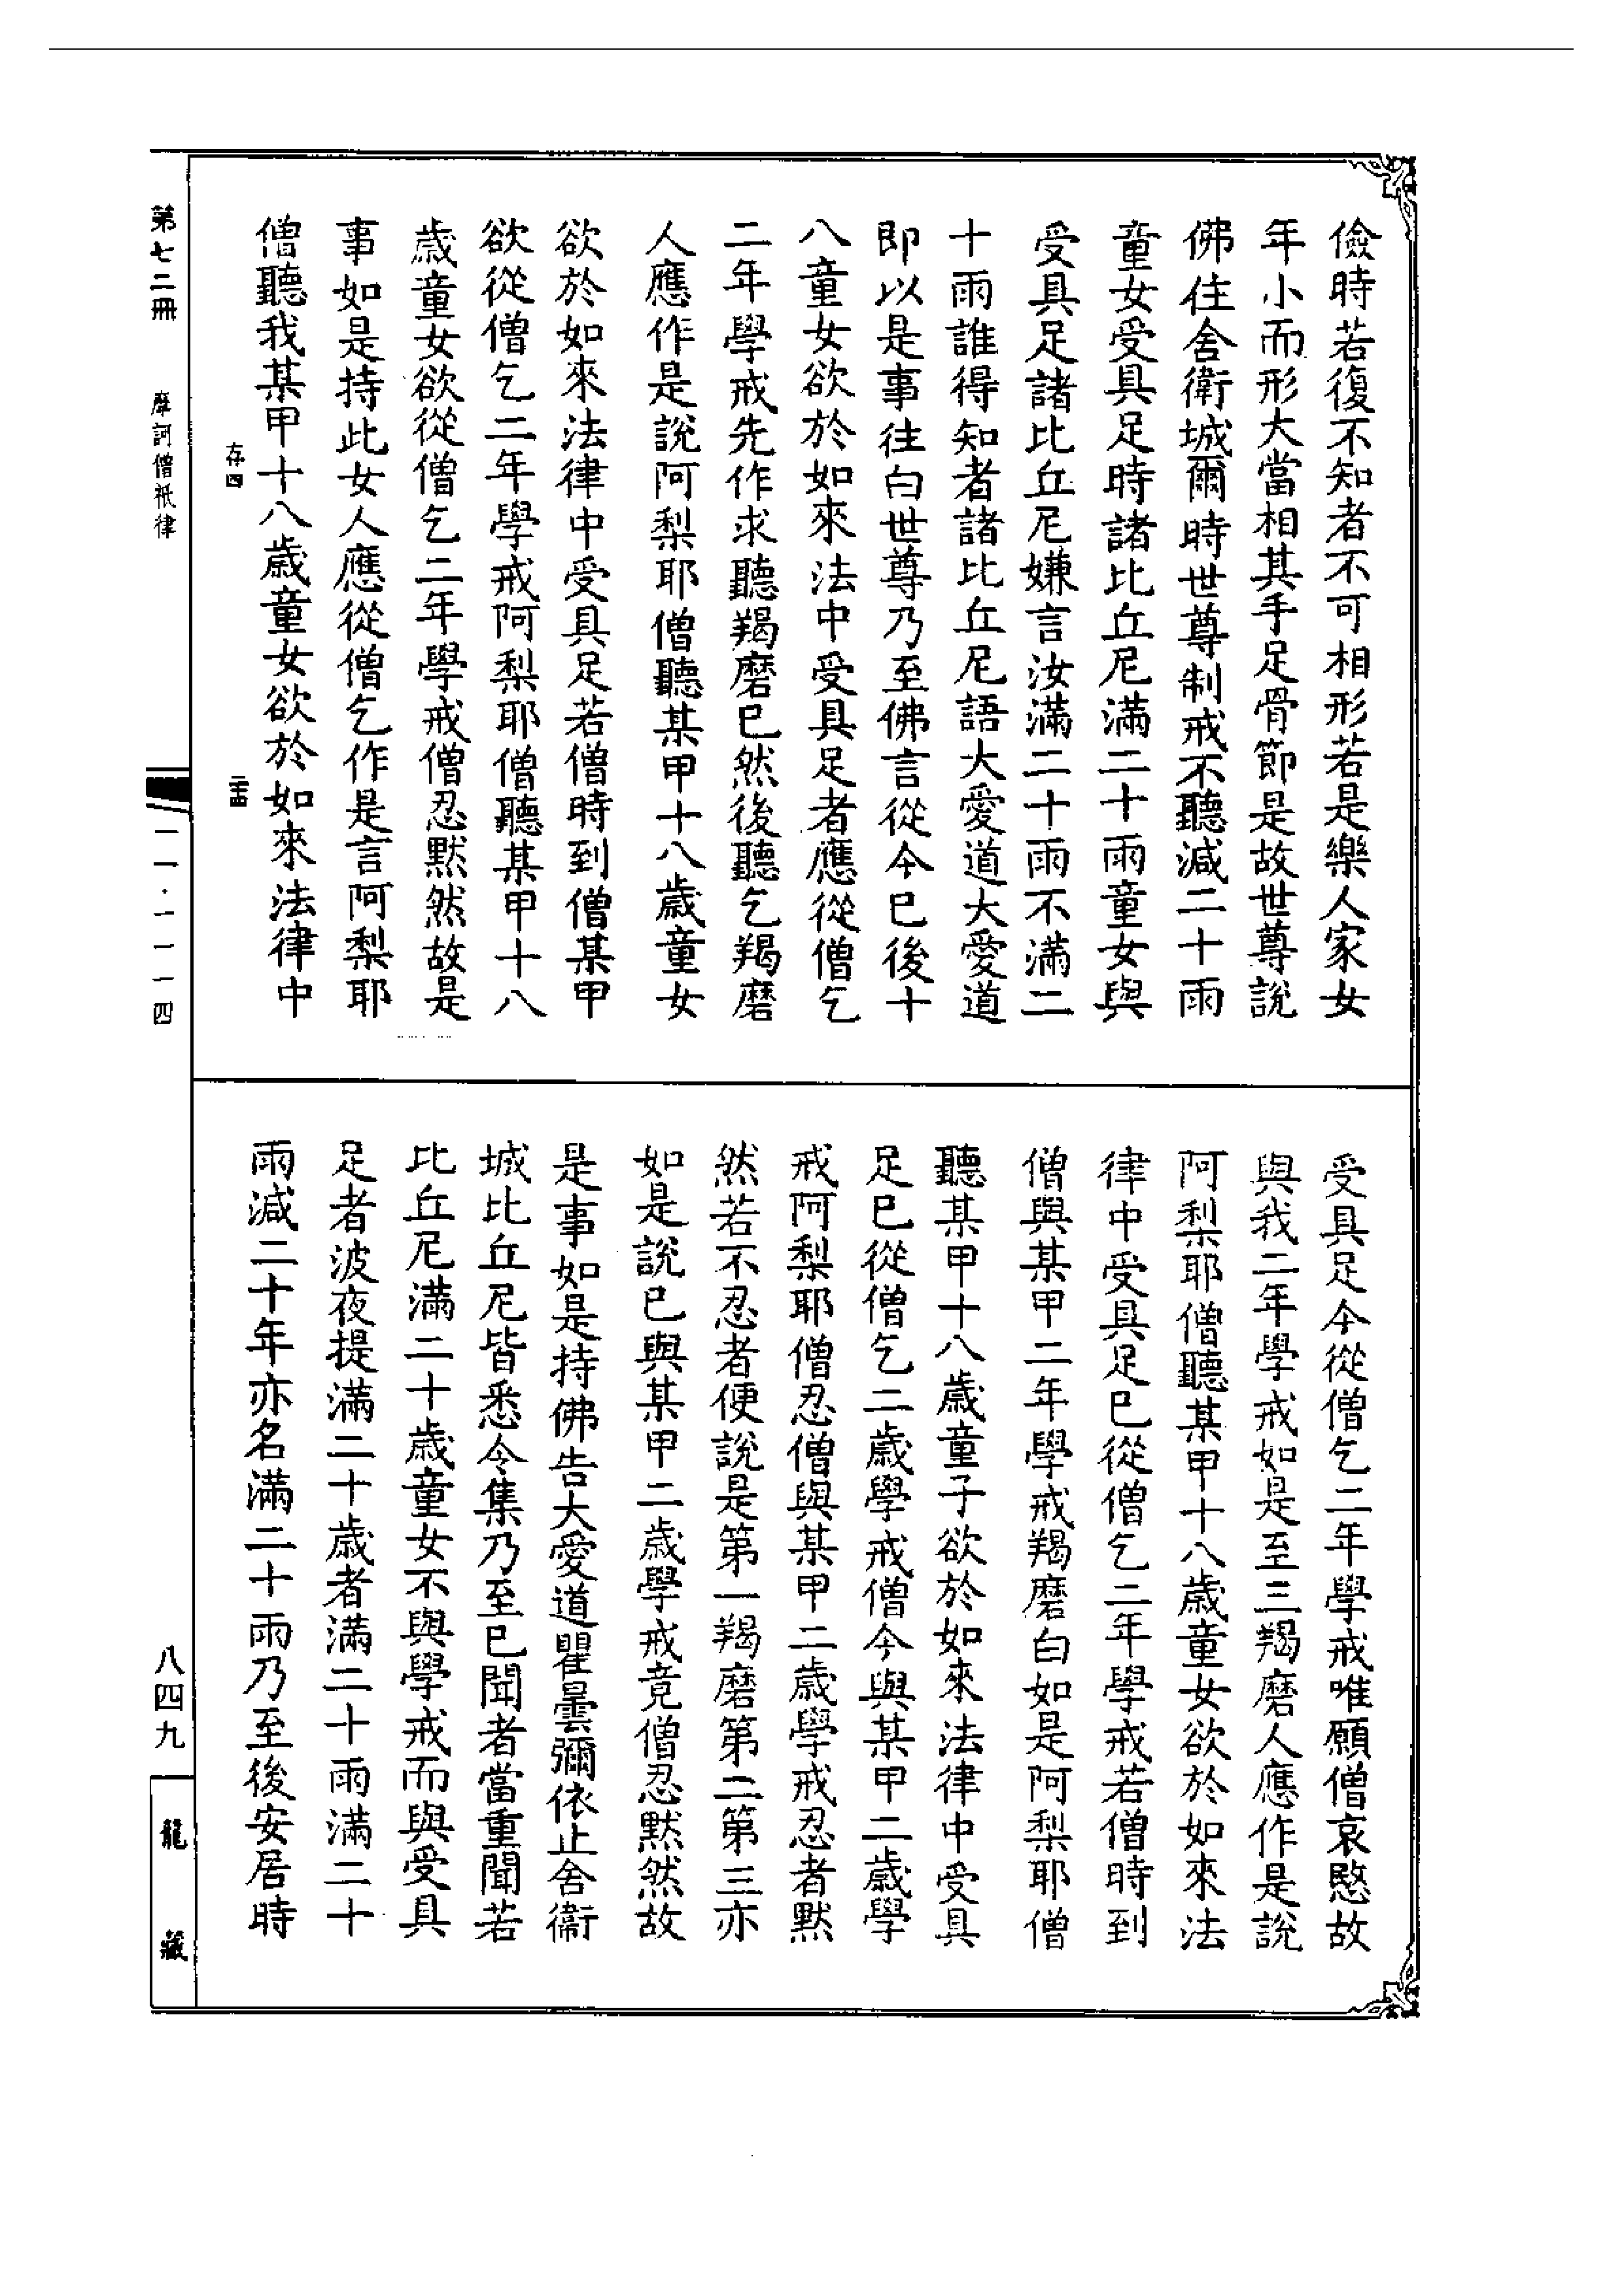 儉時若復不知者不可相形若是樂人家女
年小而形大當相其手足骨節是故世尊說
佛住舍衛城爾時世尊制戒不聽減二十雨
童女受具足時諸比丘尼滿二十雨童女與
受具足諸比丘尼嫌言汝滿二十雨不滿二
十雨誰得知者諸比丘尼語大愛道大愛道
即以是事往白世尊乃至佛言從今已後十
八童女欲於如來法中受具足者應從僧乞
二年學戒先作求聽羯磨已然後聽乞羯磨
人應作是說阿梨耶僧聽某甲十八歲童女
欲於如來法律中受具足若僧時到僧某甲
欲從僧乞二年學戒阿梨耶僧聽某甲十八
歲童女欲從僧乞二年學戒僧忍默然故是
事如是持此女人應從僧乞作是言阿梨耶
僧聽我某甲十八歲童女欲於如來法律中
受具足今從僧乞二年學戒唯願僧哀愍故
與我二年學戒如是至三羯磨人應作是說
阿梨耶僧聽某甲十八歲童女欲於如來法
律中受具足已從僧乞二年學戒若僧時到
僧與某甲二年學戒羯磨白如是阿梨耶僧
聽某甲十八歲童子欲於如來法律中受具
足已從僧乞二歲學戒僧今與某甲二歲學
戒阿梨耶僧忍僧與某甲二歲學戒忍者默
然若不忍者便說是第一羯磨第二第三亦
如是說已與某甲二歲學戒竟僧忍默然故
是事如是持佛告大愛道瞿曇彌依止舍衛
城比丘尼皆悉令集乃至已聞者當重聞若
比丘尼滿二十歲童女不與學戒而與受具
足者波夜提滿二十歲者滿二十雨滿二十
雨減二十年亦名滿二十雨乃至後安居時
存四
第七二冊 摩訶僧祇律
一一·一一一四
八四九
龍藏